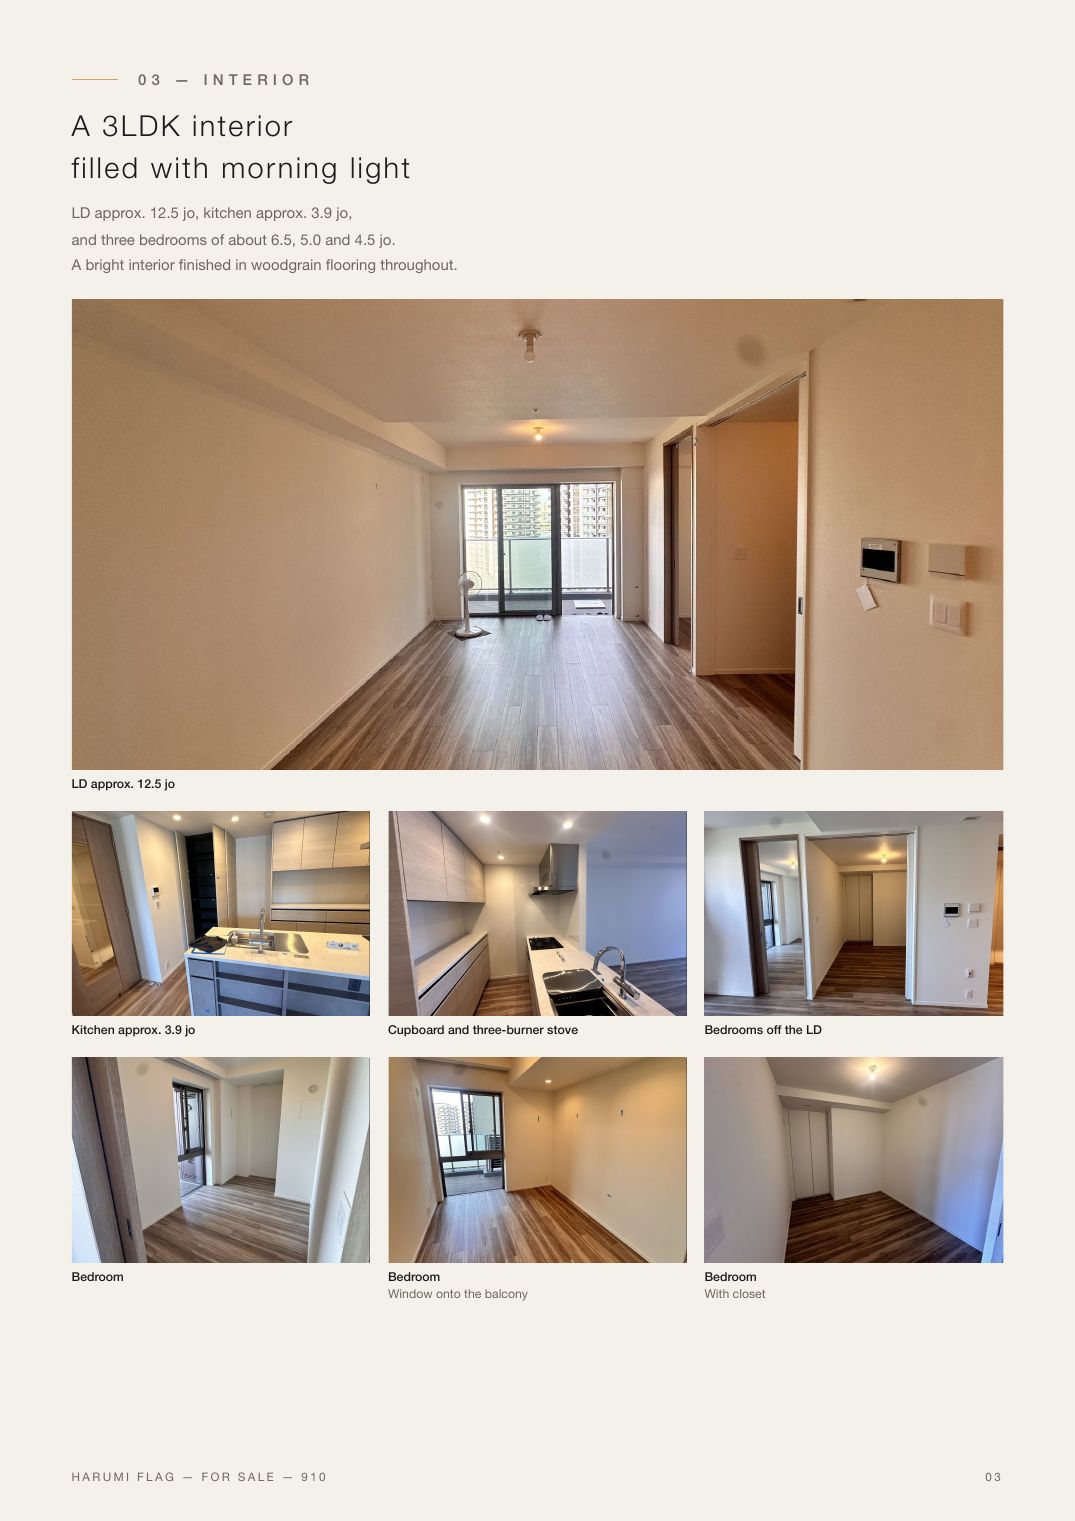 03 — INTERIOR
A 3LDK interior
filled with morning light
LD approx. 12.5 jo, kitchen approx. 3.9 jo,
and three bedrooms of about 6.5, 5.0 and 4.5 jo.
A bright interior finished in woodgrain flooring throughout.
LD approx. 12.5 jo
Kitchen approx. 3.9 jo
Cupboard and three-burner stove
Bedrooms off the LD
Bedroom
Bedroom
Window onto the balcony
Bedroom
With closet
HARUMI FLAG — FOR SALE — 910
03